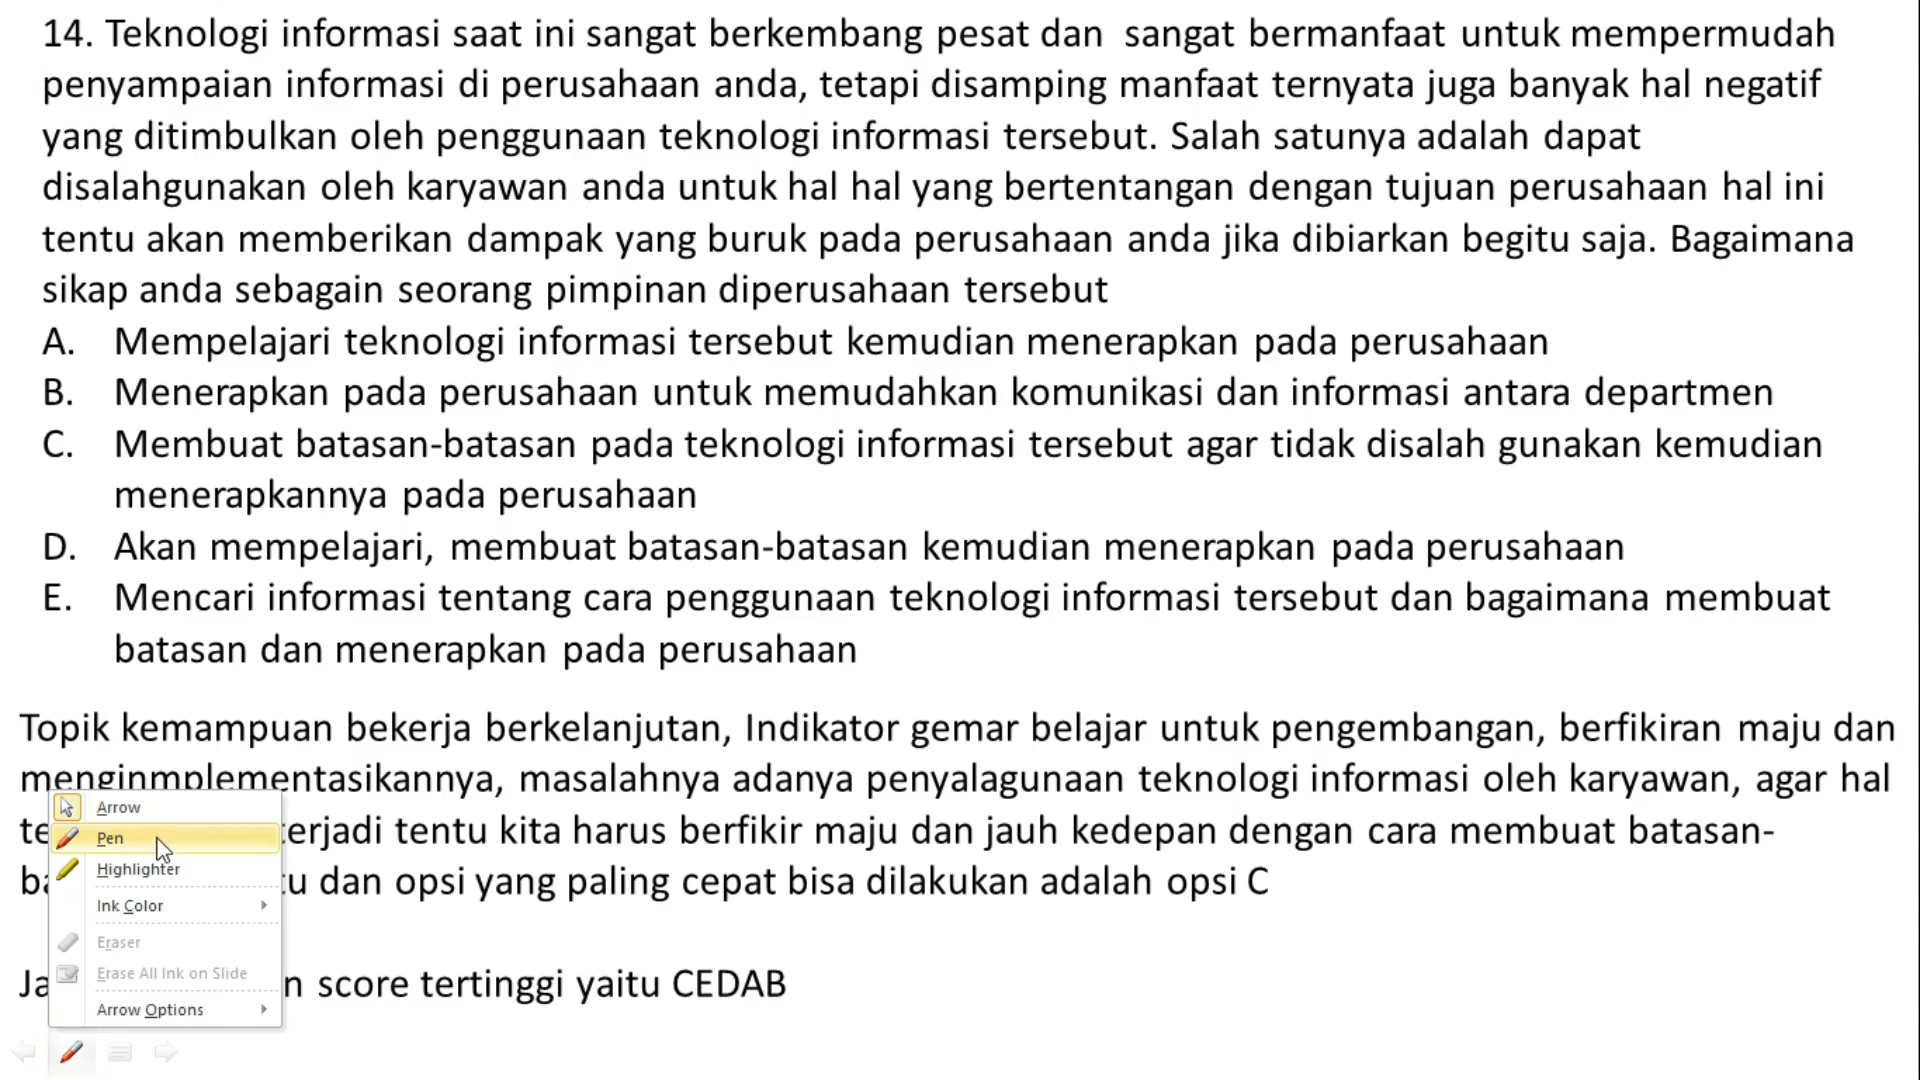 14. Teknologi informasi saat ini sangat berkembang pesat dan sangat bermanfaat untuk mempermudah
penyampaian informasi di perusahaan anda, tetapi disamping manfaat ternyata juga banyak hal negatif
yang ditimbulkan oleh penggunaan teknologi informasi tersebut. Salah satunya adalah dapat
disalahgunakan oleh karyawan anda untuk hal hal yang bertentangan dengan tujuan perusahaan hal ini
tentu akan memberikan dampak yang buruk pada perusahaan anda jika dibiarkan begitu saja. Bagaimana
sikap anda sebagain seorang pimpinan diperusahaan tersebut
A. Mempelajari teknologi informasi tersebut kemudian menerapkan pada perusahaan
B. Menerapkan pada perusahaan untuk memudahkan komunikasi dan informasi antara departmen
C. Membuat batasan-batasan pada teknologi informasi tersebut agar tidak disalah gunakan kemudian
menerapkannya pada perusahaan
D. Akan mempelajari, membuat batasan-batasan kemudian menerapkan pada perusahaan
E. Mencari informasi tentang cara penggunaan teknologi informasi tersebut dan bagaimana membuat
batasan dan menerapkan pada perusahaan
Topik kemampuan bekerja berkelanjutan, Indikator gemar belajar untuk pengembangan, berfikiran maju dan
menginmplementasikannya, masalahnya adanya penyalagunaan teknologi informasi oleh karyawan, agar hal
erjadi tentu kita harus berfikir maju dan jauh kedepan dengan cara membuat batasan-
dan opsi yang paling cepat bisa dilakukan adalah opsi C
score tertinggi yaitu CEDAB
Arrow
Pen
Highlighter
Ink Color
Eraser
Erase All Ink on Slide
Arrow Options